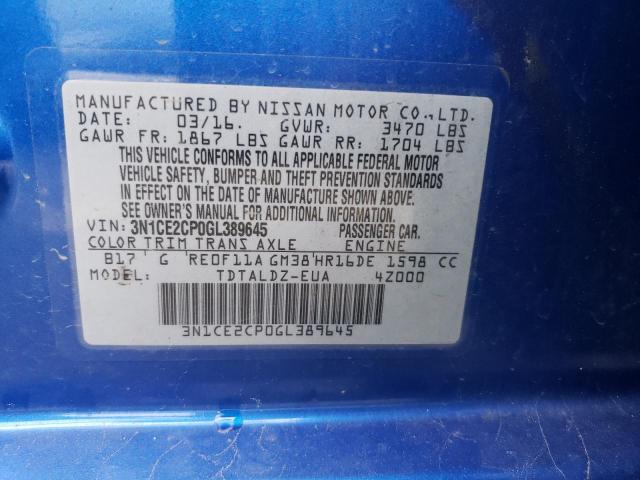 MANUFACTURED BY NISSAN MOTOR CO.,LTD.
DATE: 03/16. GVWR: 3470 LBS
GAWR FR: 1867 LBS GAWR RR: 1704 LBS
THIS VEHICLE CONFORMS TO ALL APPLICABLE FEDERAL MOTOR
VEHICLE SAFETY, BUMPER AND THEFT PREVENTION STANDARDS
IN EFFECT ON THE DATE OF MANUFACTURE SHOWN ABOVE.
SEE OWNER'S MANUAL FOR ADDITIONAL INFORMATION.
VIN: 3N1CE2CP0GL389645 PASSENGER CAR.
COLOR TRIM TRANS AXLE ENGINE
B17 G RE0F11A GM38 HR16DE 1598 CC
MODEL: TDTALDZ-EUA 4Z000
3N1CE2CP0GL389645